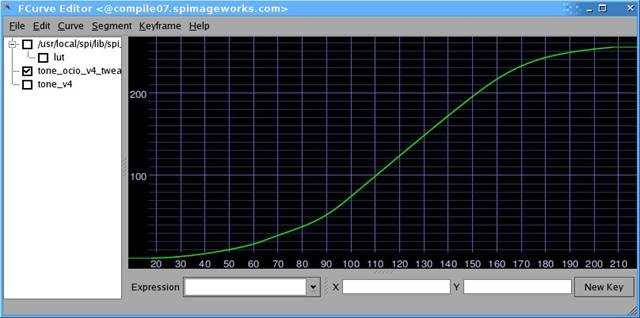 FCurve Editor <@compile07.spimageworks.com>
File Edit Curve Segment Keyframe Help
/usr/local/spi/lib/spi_
lut
tone_ocio_v4_twea
tone_v4
200
100
20 30 40 50 60 70 80 90 100 110 120 130 140 150 160 170 180 190 200 210
Expression X Y New Key